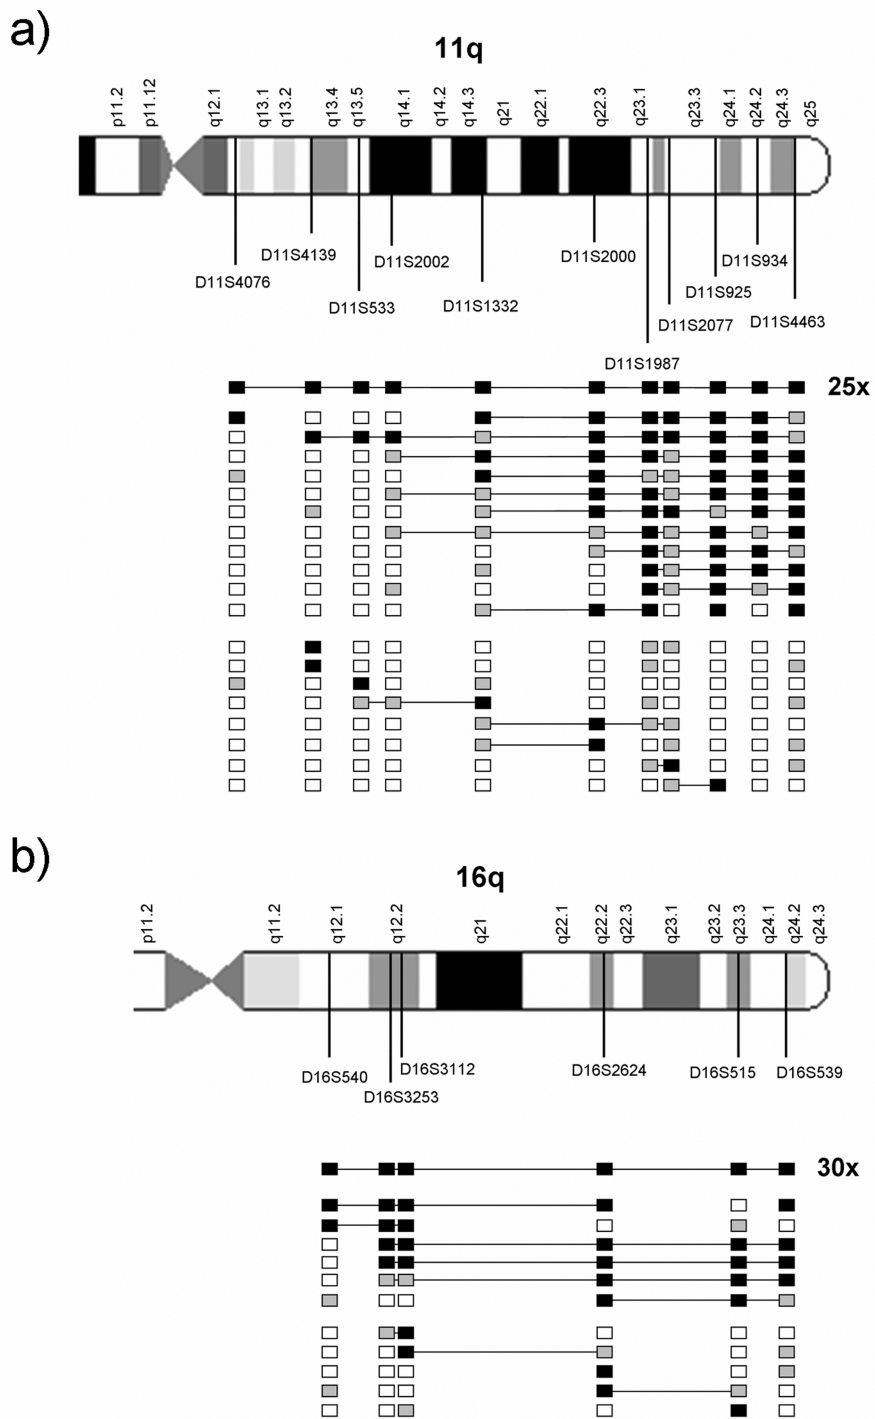 a)
11q
p11.2 p11.12 q12.1 q13.1 q13.2 q13.4 q13.5 q14.1 q14.2 q14.3 q21 q22.1 q22.3 q23.1 q23.3 q24.1 q24.2 q24.3 q25
D11S4139 D11S2002 D11S2000 D11S934
D11S4076 D11S925
D11S533 D11S1332 D11S2077 D11S4463
D11S1987
25x
b)
16q
p11.2 q11.2 q12.1 q12.2 q21 q22.1 q22.2 q22.3 q23.1 q23.2 q23.3 q24.1 q24.2 q24.3
D16S540 D16S3112 D16S2624 D16S515 D16S539
D16S3253
30x